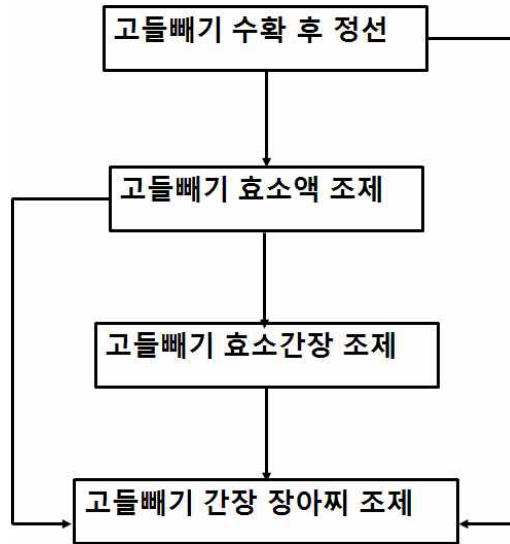 고들빼기 수확 후 정선
고들빼기 효소액 조제
고들빼기 효소간장 조제
고들빼기 간장 장아찌 조제